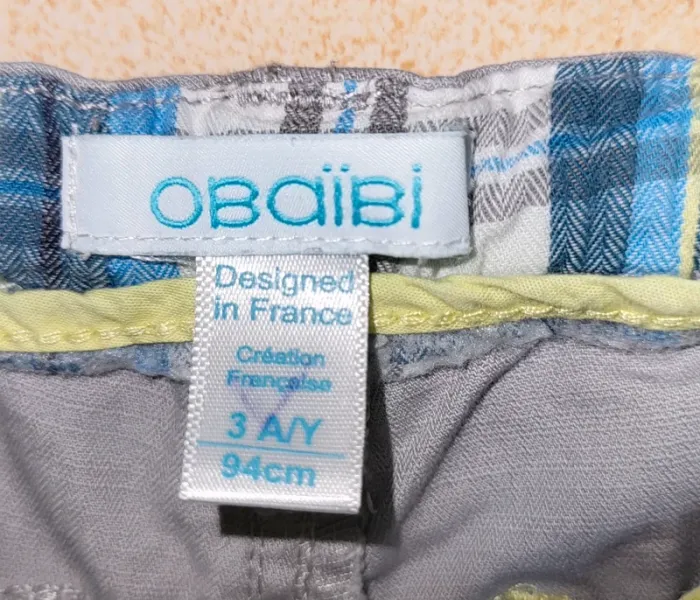 OBaïBi
Designed
in France
Création
Française
3 A/Y
94cm